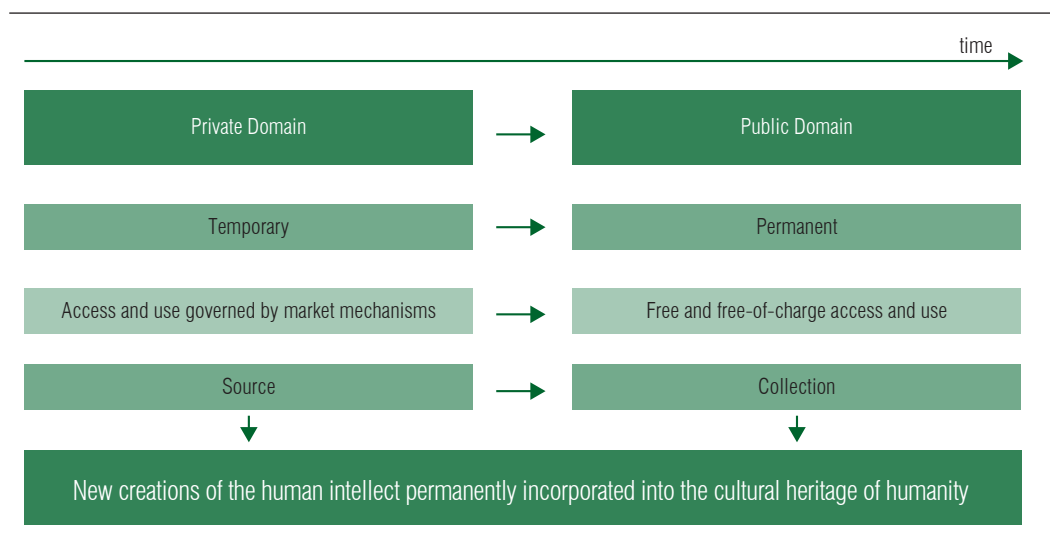 time
Private Domain
Public Domain
Temporary
Permanent
Access and use governed by market mechanisms
Free and free-of-charge access and use
Source
Collection
New creations of the human intellect permanently incorporated into the cultural heritage of humanity